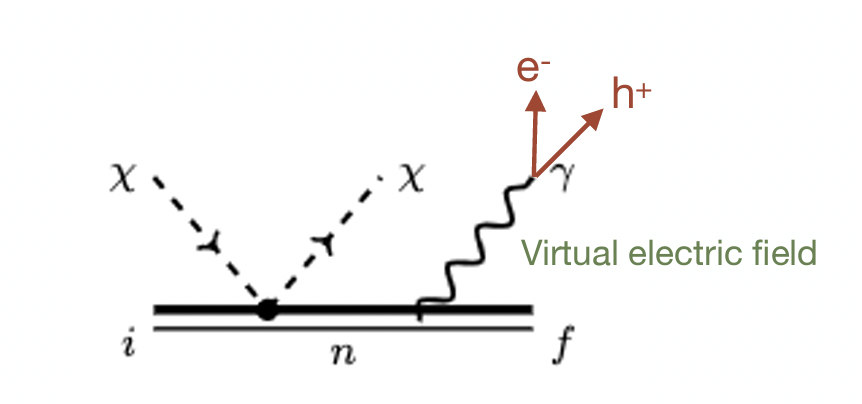 e-
h+
χ
χ
γ
Virtual electric field
i
n
f